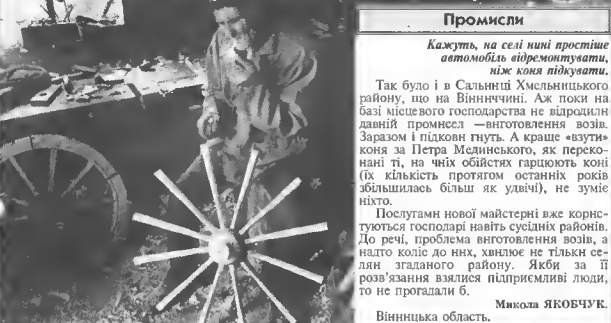 Промисли
Кажуть, на селі нині простіше
автомобіль відремонтувати,
ніж коня підкувати.
Так було і в Сальниці Хмельницького
району, що на Вінниччині. Аж поки на
базі місцевого господарства не відродили
давній промисел —виготовлення возів.
Заразом і підкови гнуть. А краще «взути»
коня за Петра Мединського, як переко-
нані ті, на чиїх обійстях гарцюють коні
(їх кількість протягом останніх років
збільшилась більш як удвічі), не зуміє
ніхто.
Послугами нової майстерні вже корис-
туються господарі навіть сусідніх районів.
До речі, проблема виготовлення возів, а
надто коліс до них, хвилює не тільки се-
лян згаданого району. Якби за її
розв'язання взялися підприємливі люди,
то не прогадали б.
Микола ЯКОБЧУК.
Вінницька область.